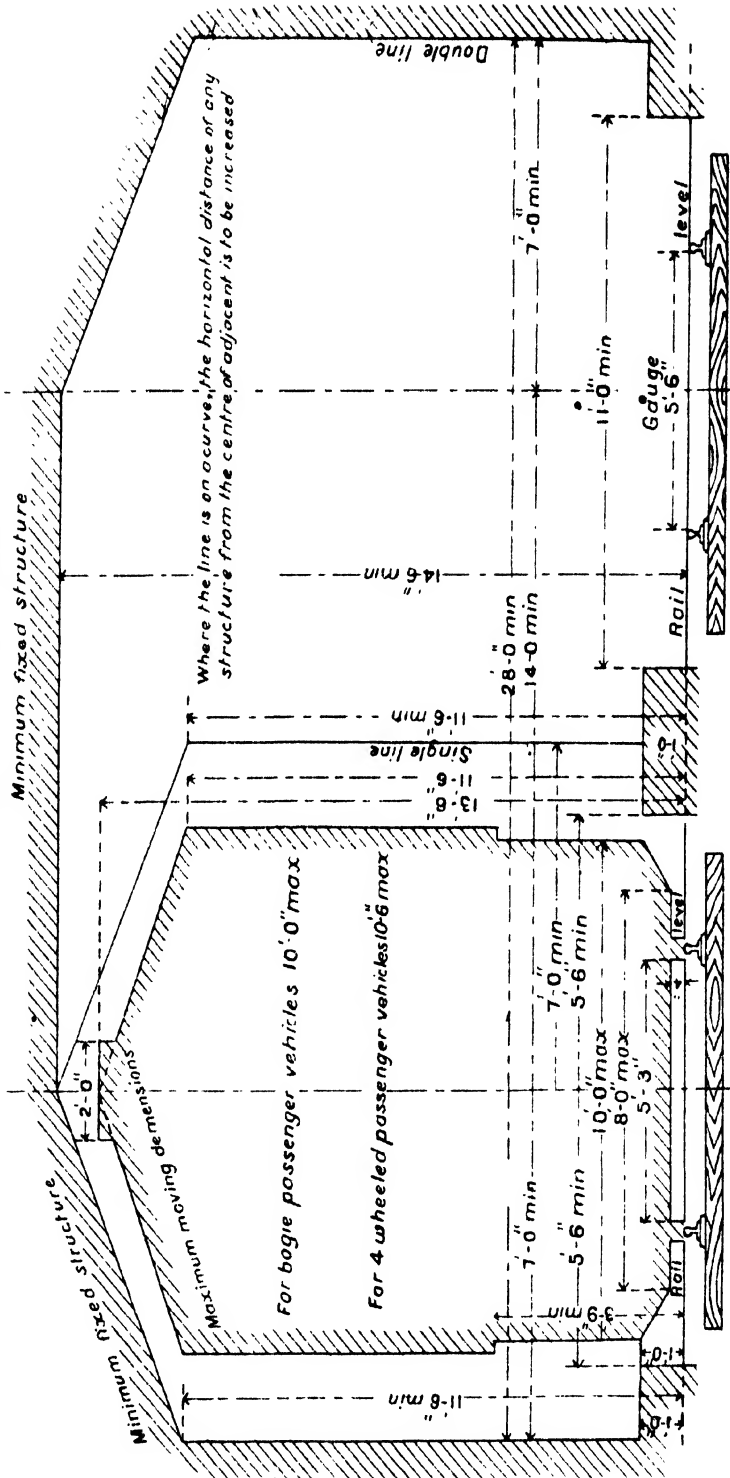 Minimum fixed structure
Minimum fixed structure
Double line
Where the line is on a curve, the horizontal distance of any
structure from the centre of adjacent is to be increased
Maximum moving demensions
2'-0"
For bogie passenger vehicles 10'-0" max
For 4 wheeled passenger vehicles 10'-6 max
14'-6" min
11'-6 min
Single line
11'-6
13'-6"
11'-6" min
28'-0" min
14'-0 min
7'-0" min
7'-0" min
7'-0" min
5'-6" min
5'-6" min
11'-0" min
10'-0" max
8'-0" max
5'-3"
3'-9" min
1'-0"
1'-0"
1'-0"
Gauge
5'-6"
Rail level
Rail level